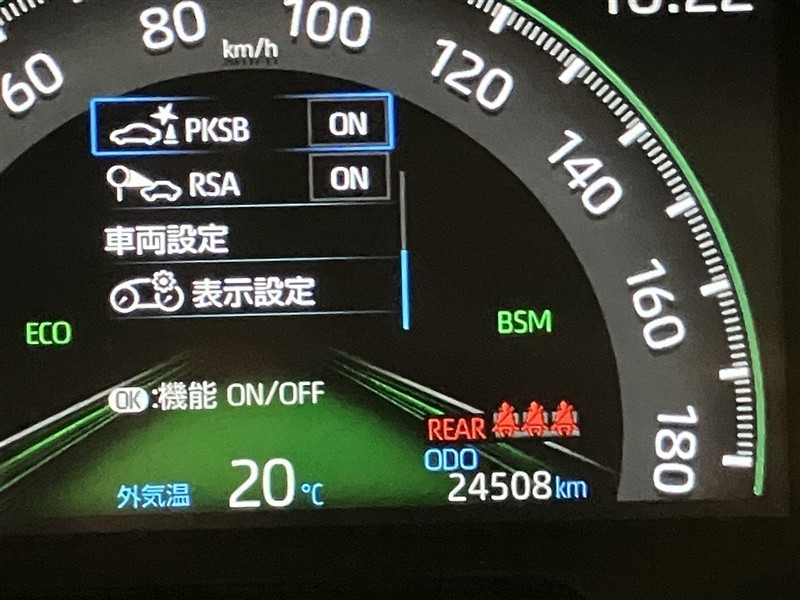 80
100
km/h
60
120
PKSB ON
140
RSA ON
車両設定
表示設定
160
ECO
BSM
OK:機能 ON/OFF
REAR
180
ODO
外気温 20℃
24508km